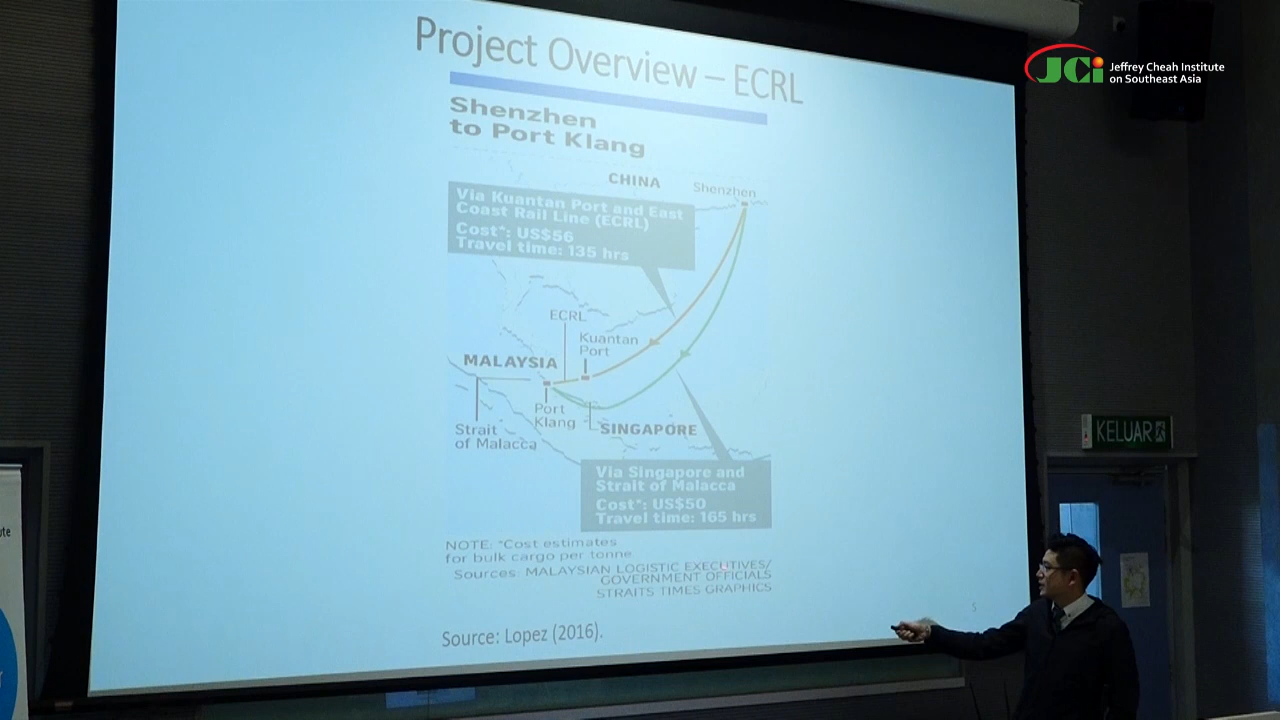 Project Overview – ECRL
JCi Jeffrey Cheah Institute
on Southeast Asia
Shenzhen
to Port Klang
CHINA
Shenzhen
Via Kuantan Port and East
Coast Rail Line (ECRL)
Cost*: US$56
Travel time: 135 hrs
ECRL
Kuantan
Port
MALAYSIA
Port
Klang
Strait
of Malacca
SINGAPORE
KELUAR
Via Singapore and
Strait of Malacca
Cost*: US$50
Travel time: 165 hrs
NOTE: *Cost estimates
for bulk cargo per tonne
Sources: MALAYSIAN LOGISTIC EXECUTIVES/
GOVERNMENT OFFICIALS
STRAITS TIMES GRAPHICS
5
Source: Lopez (2016).